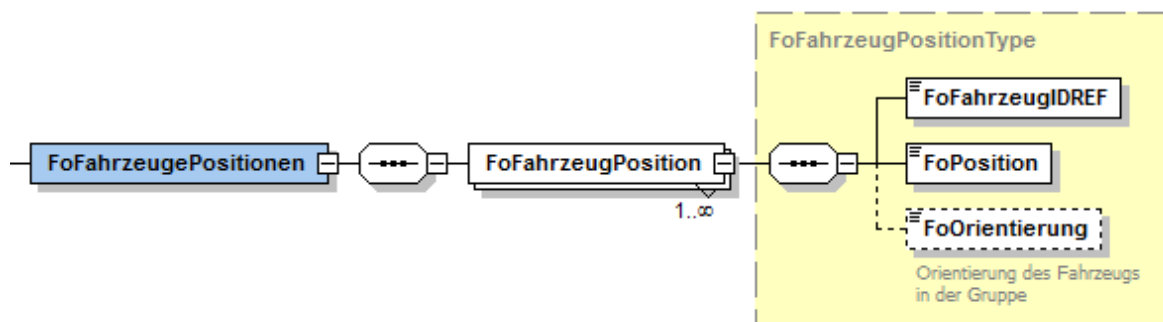 FoFahrzeugPositionType
FoFahrzeugIDREF
FoFahrzeugePositionen
FoFahrzeugPosition
FoPosition
1..∞
FoOrientierung
Orientierung des Fahrzeugs
in der Gruppe